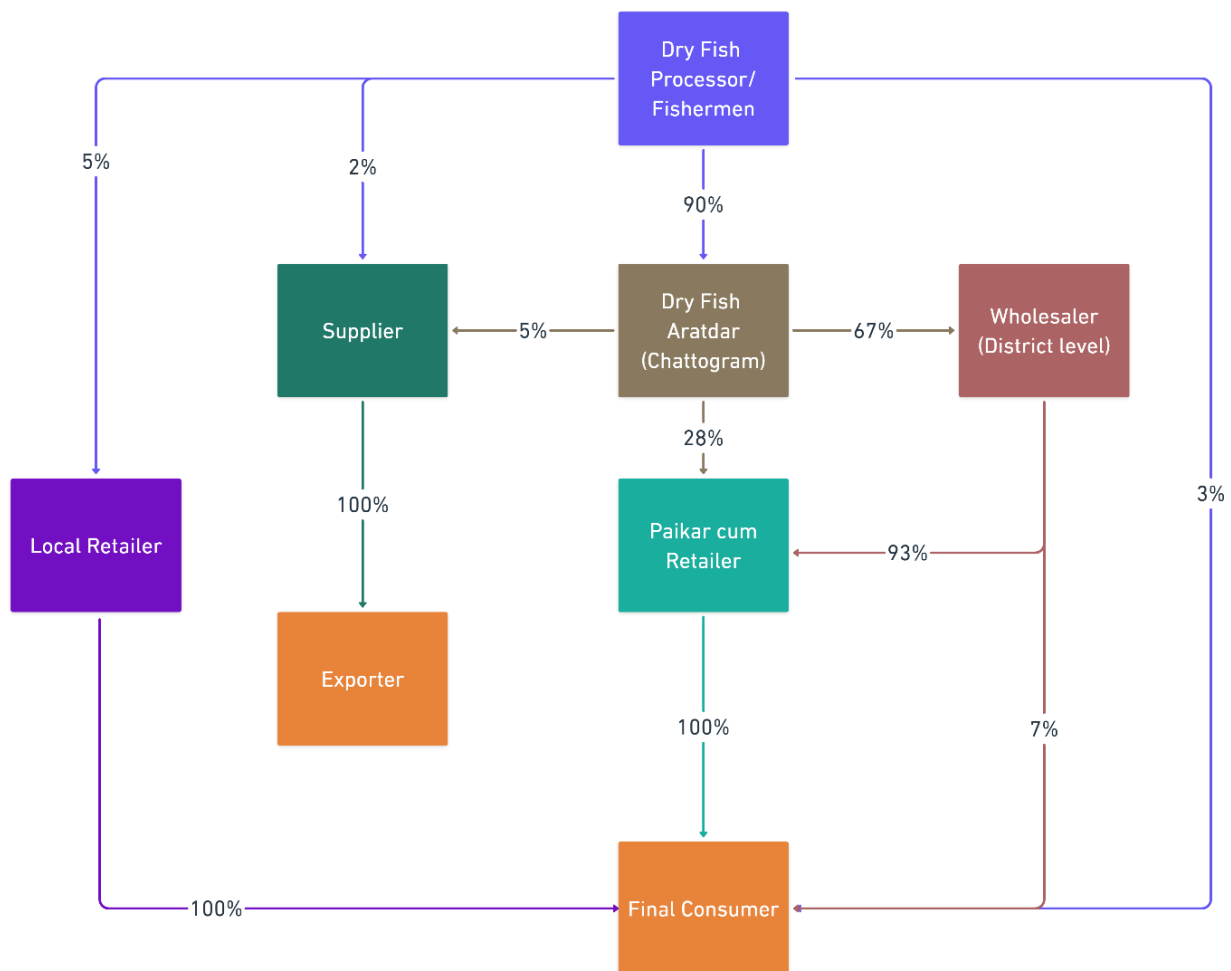 Dry Fish
Processor/
Fishermen
5%
2%
90%
Supplier
5%
Dry Fish
Aratdar
(Chattogram)
67%
Wholesaler
(District level)
28%
3%
100%
Local Retailer
Paikar cum
Retailer
93%
Exporter
100%
7%
100%
Final Consumer